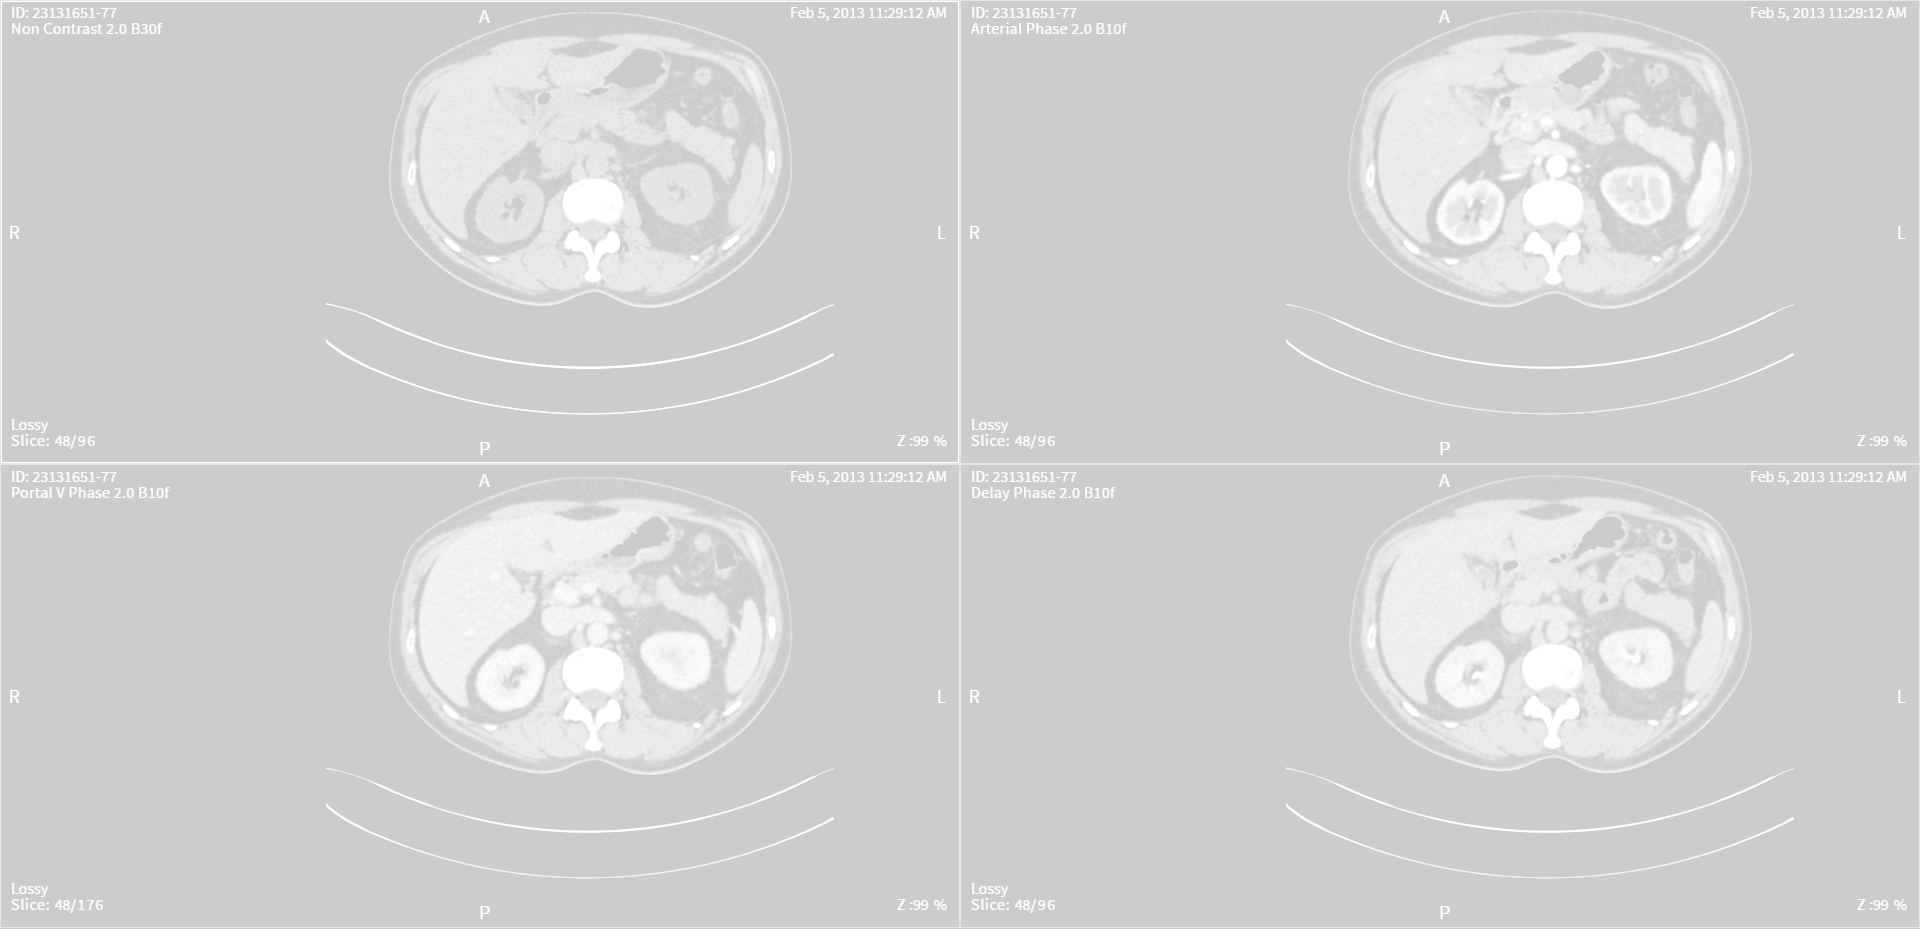 ID: 23131651-77
Non Contrast 2.0 B30f
A
Feb 5, 2013 11:29:12 AM
R
L
Lossy
Slice: 48/96
P
Z :99 %
ID: 23131651-77
Arterial Phase 2.0 B10f
A
Feb 5, 2013 11:29:12 AM
R
L
Lossy
Slice: 48/96
P
Z :99 %
ID: 23131651-77
Portal V Phase 2.0 B10f
A
Feb 5, 2013 11:29:12 AM
R
L
Lossy
Slice: 48/176
P
Z :99 %
ID: 23131651-77
Delay Phase 2.0 B10f
A
Feb 5, 2013 11:29:12 AM
R
L
Lossy
Slice: 48/96
P
Z :99 %